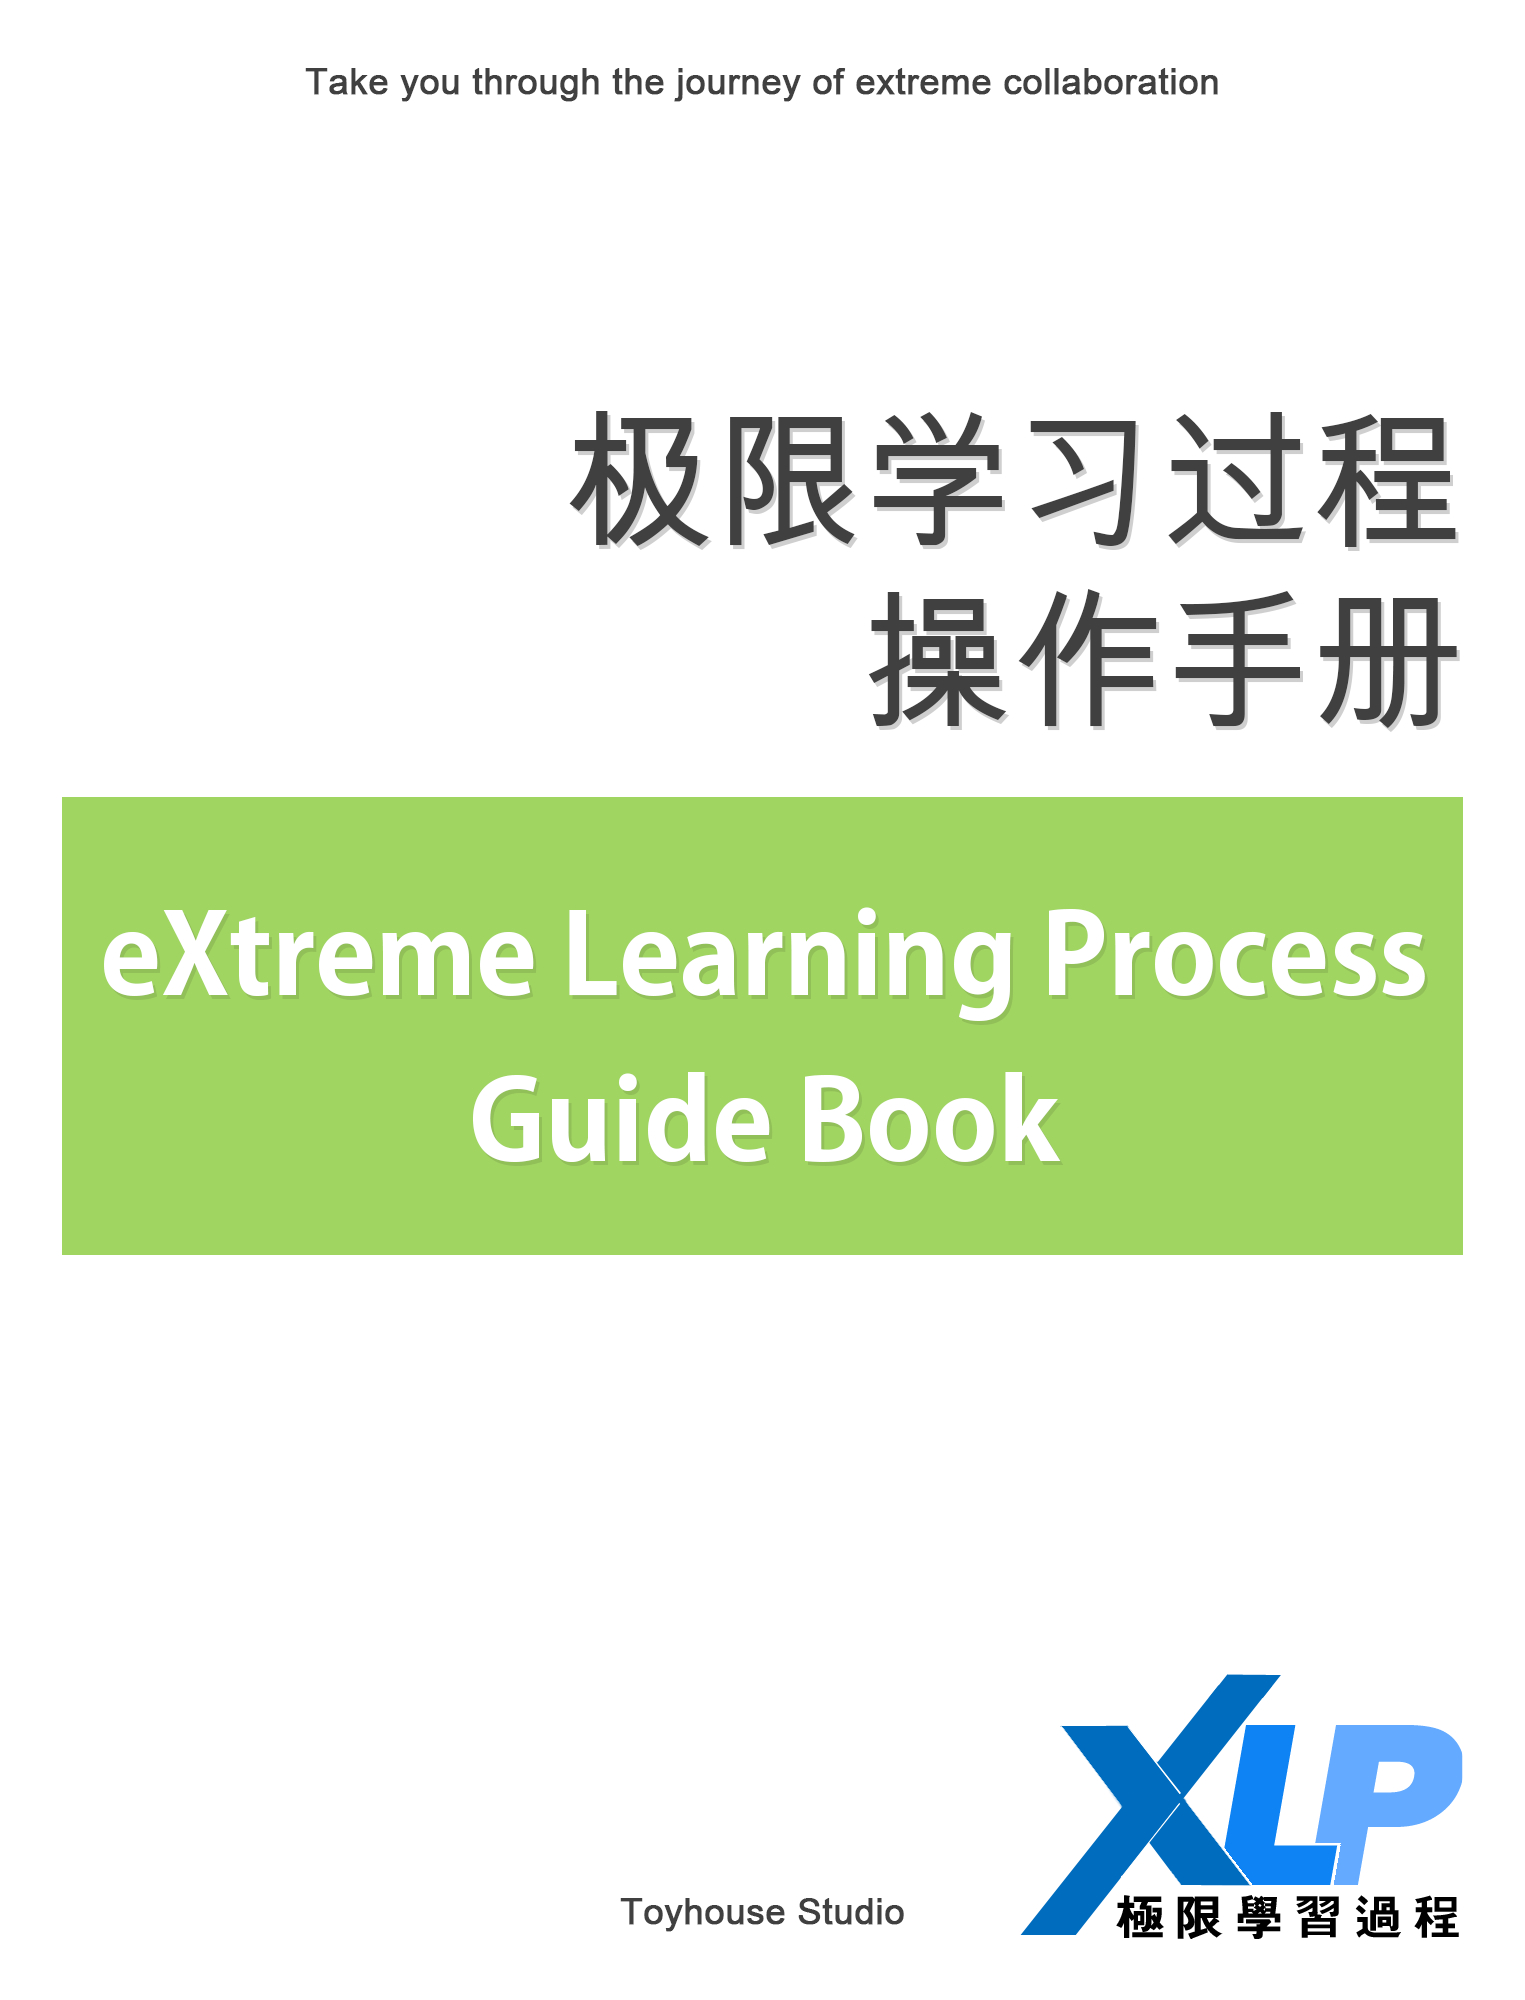 Take you through the journey of extreme collaboration
极限学习过程
操作手册
eXtreme Learning Process
Guide Book
XLP
Toyhouse Studio
極限學習過程